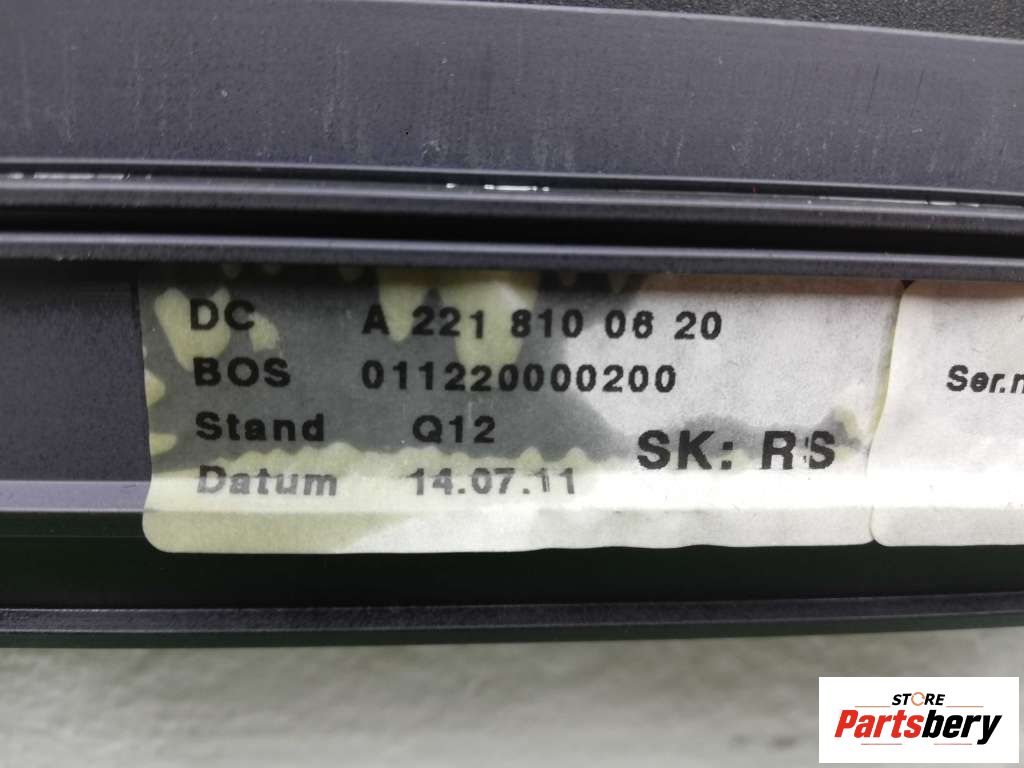 DC A 221 810 06 20
BOS 011220000200
Stand Q12
Datum 14.07.11
SK: RS
Ser.n
STORE
Partsbery